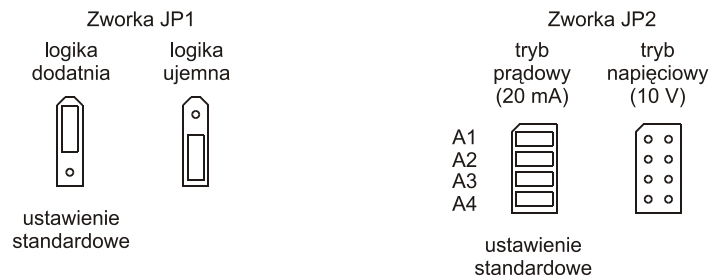 Zworka JP1
logika
dodatnia
logika
ujemna
ustawienie
standardowe
Zworka JP2
tryb
prądowy
(20 mA)
tryb
napięciowy
(10 V)
A1
A2
A3
A4
ustawienie
standardowe